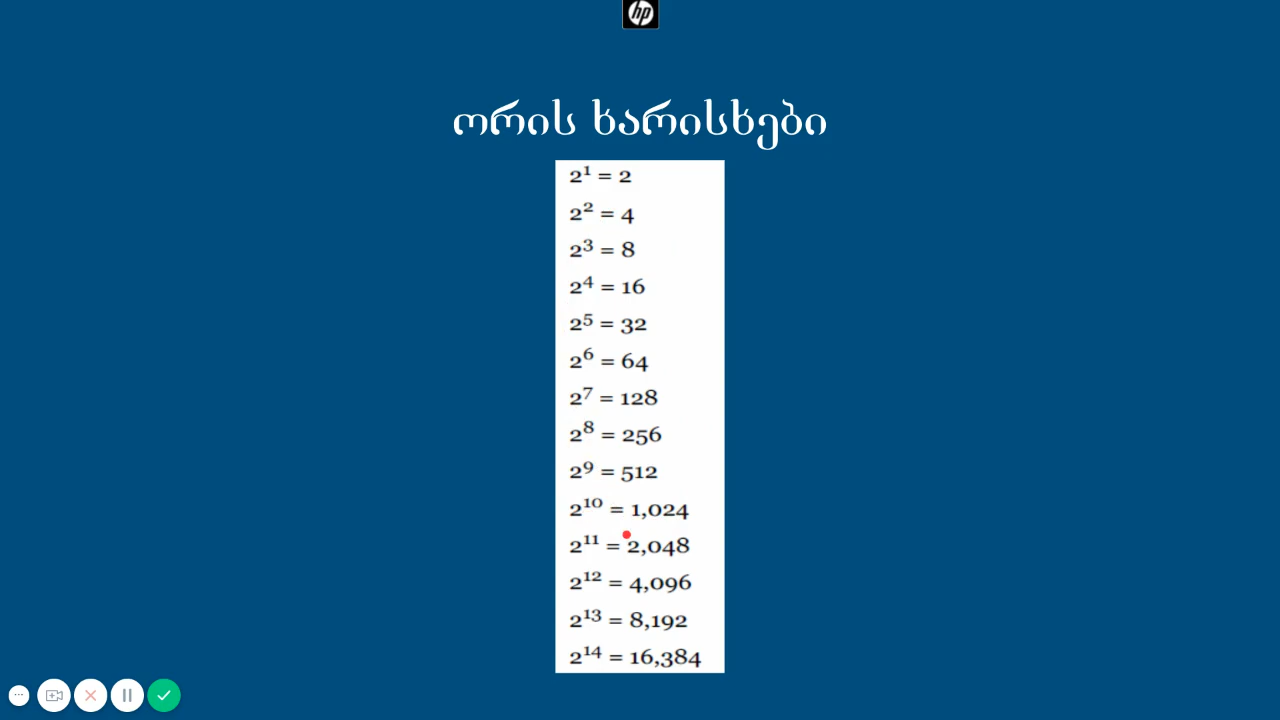 hp
ორის ხარისხები
2¹ = 2
2² = 4
2³ = 8
2⁴ = 16
2⁵ = 32
2⁶ = 64
2⁷ = 128
2⁸ = 256
2⁹ = 512
2¹⁰ = 1,024
2¹¹ = 2,048
2¹² = 4,096
2¹³ = 8,192
2¹⁴ = 16,384